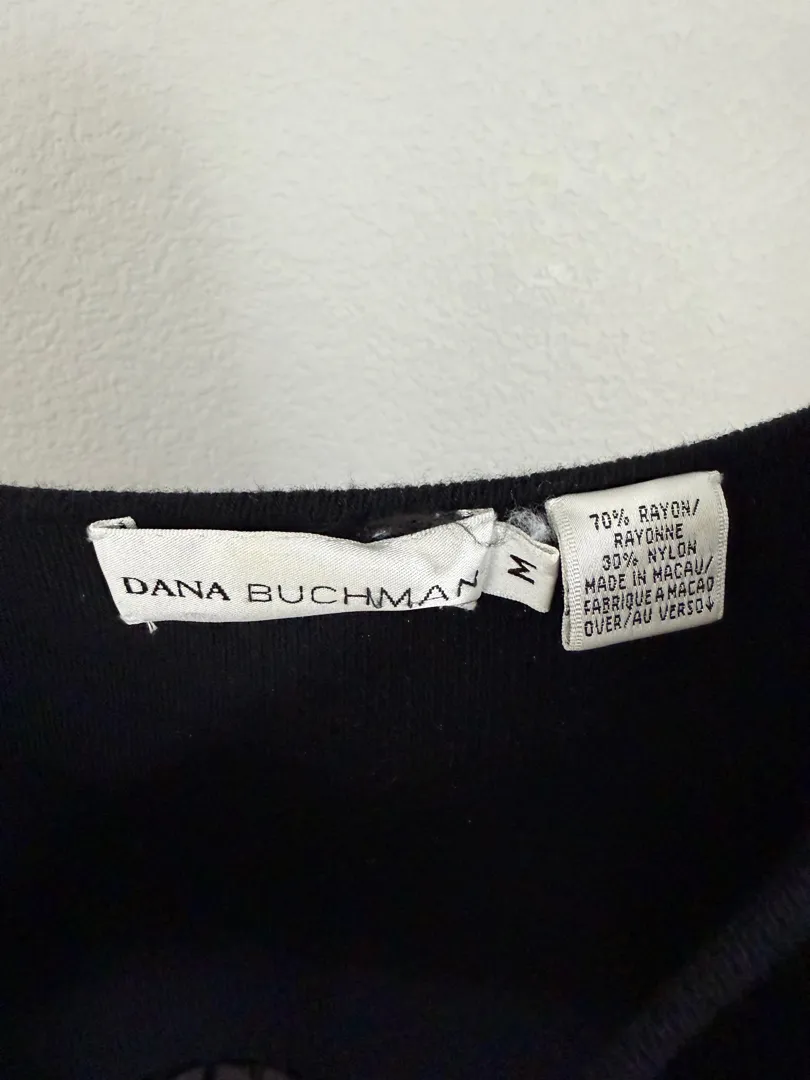 DANA BUCHMAN
M
70% RAYON/
RAYONNE
30% NYLON
MADE IN MACAU/
FABRIQUE A MACAO
OVER/AU VERSO↓